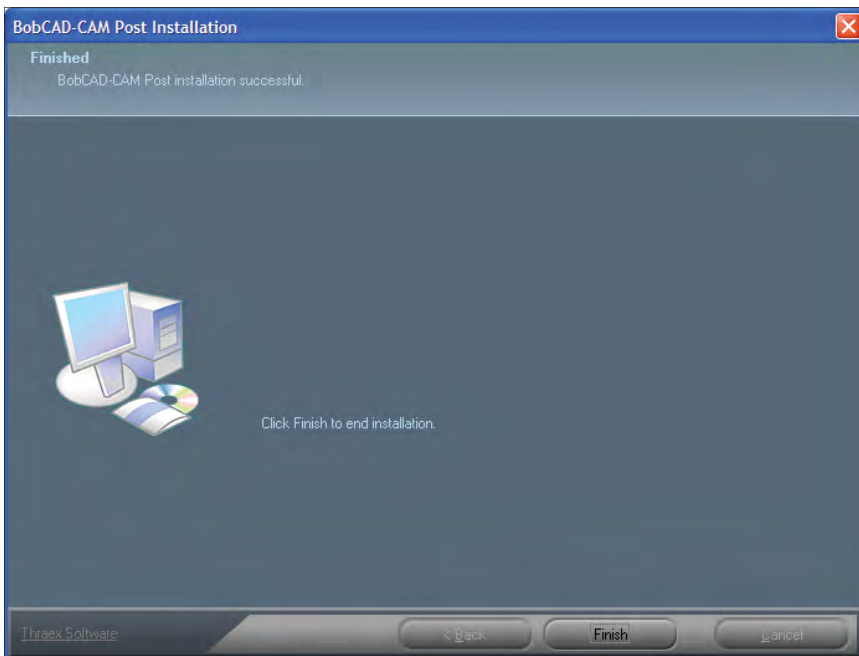 BobCAD-CAM Post Installation
Finished
BobCAD-CAM Post installation successful.
Click Finish to end installation.
Thraex Software
< Back
Finish
Cancel